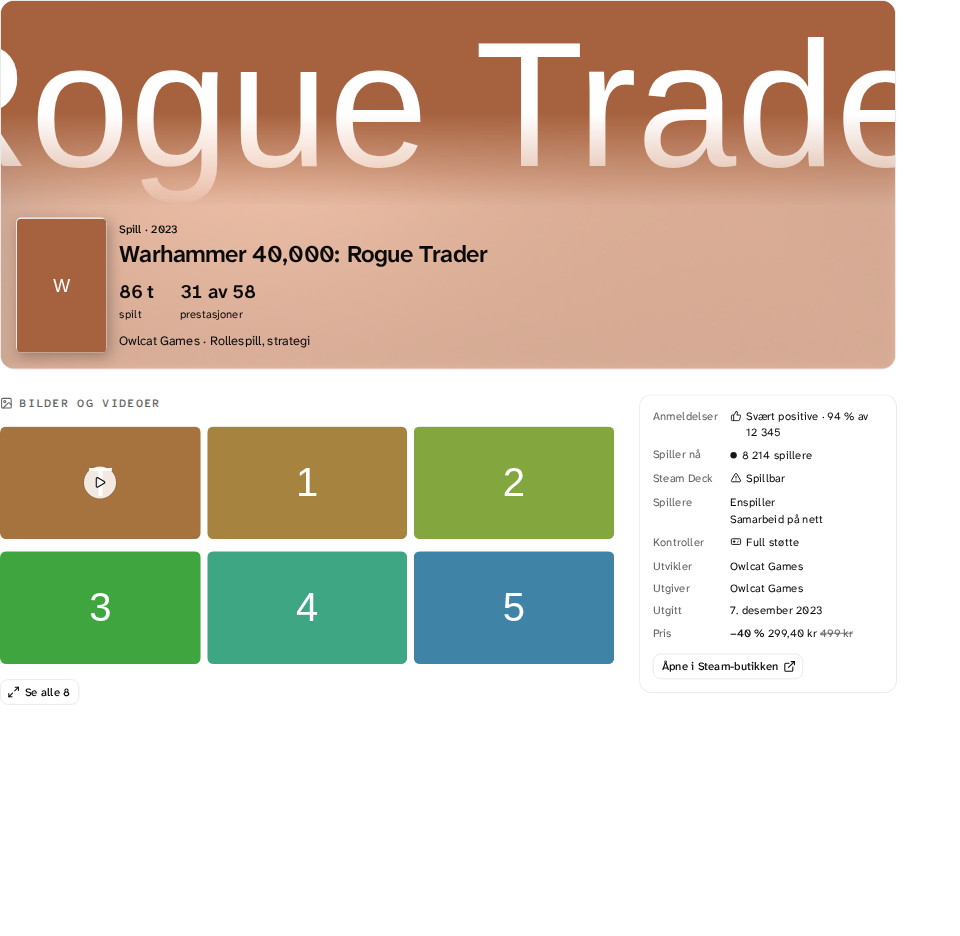 Rogue Trade
W
Spill · 2023
Warhammer 40,000: Rogue Trader
86 t 31 av 58
spilt prestasjoner
Owlcat Games · Rollespill, strategi
BILDER OG VIDEOER
T
1
2
3
4
5
Se alle 8
Anmeldelser Svært positive · 94 % av
12 345
Spiller nå 8 214 spillere
Steam Deck Spillbar
Spillere Enspiller
Samarbeid på nett
Kontroller Full støtte
Utvikler Owlcat Games
Utgiver Owlcat Games
Utgitt 7. desember 2023
Pris −40 % 299,40 kr 499 kr
Åpne i Steam-butikken